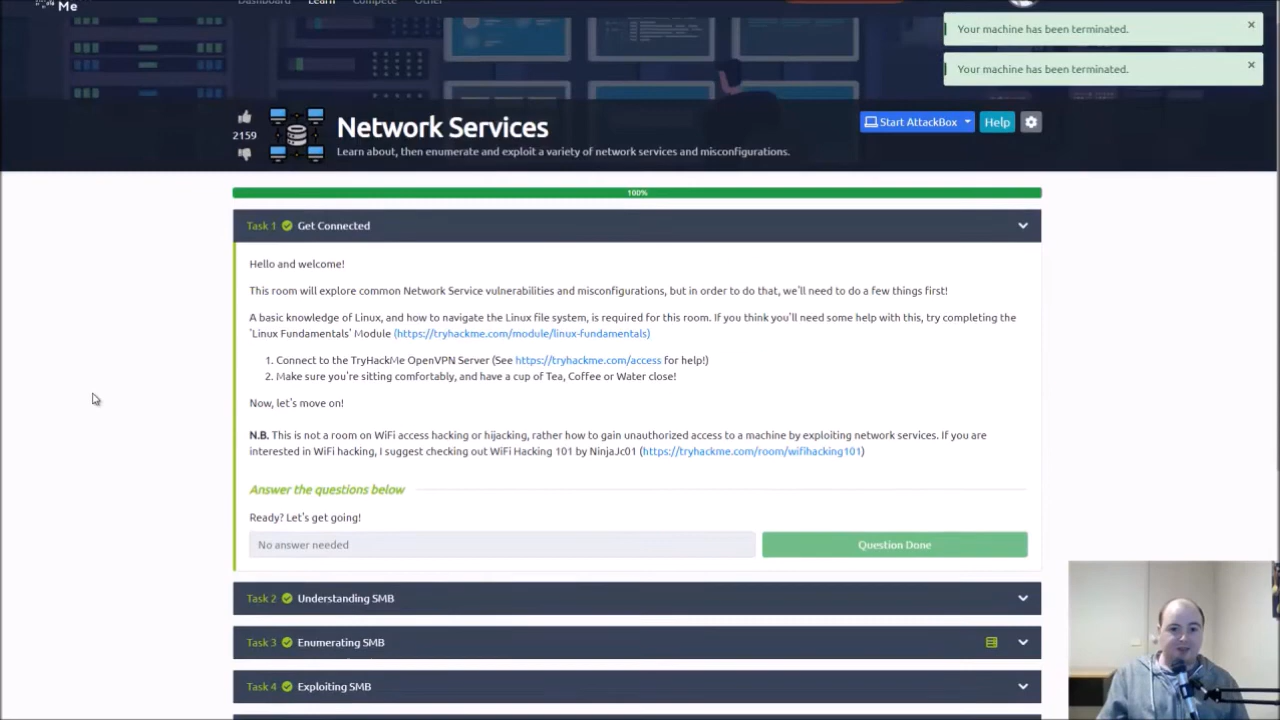 Me
Dashboard Learn Compete Other
Your machine has been terminated.
Your machine has been terminated.
2159
Network Services
Start AttackBox
Help
Learn about, then enumerate and exploit a variety of network services and misconfigurations.
100%
Task 1 Get Connected
Hello and welcome!
This room will explore common Network Service vulnerabilities and misconfigurations, but in order to do that, we'll need to do a few things first!
A basic knowledge of Linux, and how to navigate the Linux file system, is required for this room. If you think you'll need some help with this, try completing the
'Linux Fundamentals' Module (https://tryhackme.com/module/linux-fundamentals)
1. Connect to the TryHackMe OpenVPN Server (See https://tryhackme.com/access for help!)
2. Make sure you're sitting comfortably, and have a cup of Tea, Coffee or Water close!
Now, let's move on!
N.B. This is not a room on WiFi access hacking or hijacking, rather how to gain unauthorized access to a machine by exploiting network services. If you are
interested in WiFi hacking, I suggest checking out WiFi Hacking 101 by NinjaJc01 (https://tryhackme.com/room/wifihacking101)
Answer the questions below
Ready? Let's get going!
No answer needed
Question Done
Task 2 Understanding SMB
Task 3 Enumerating SMB
Task 4 Exploiting SMB